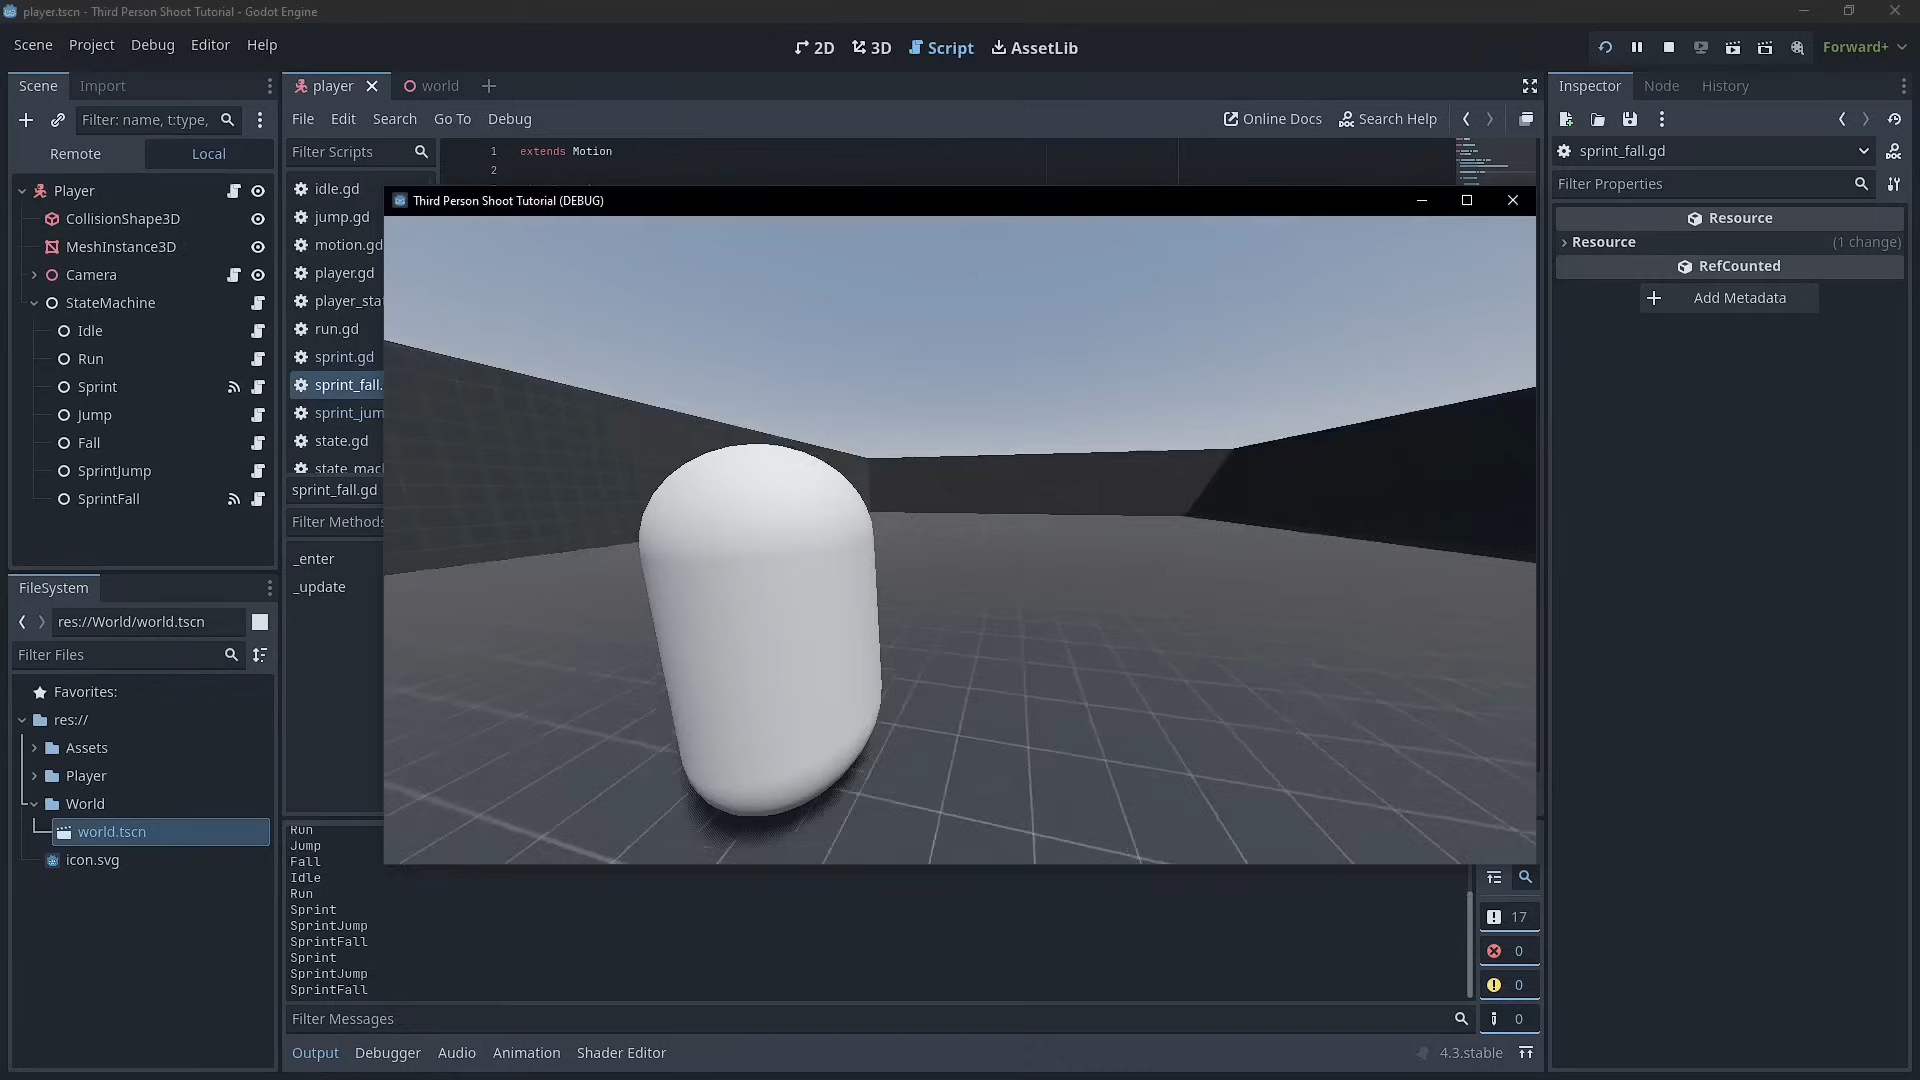 player.tscn - Third Person Shoot Tutorial - Godot Engine
Scene Project Debug Editor Help
2D 3D Script AssetLib
Forward+
Scene Import
Filter: name, t:type,
Remote Local
Player
CollisionShape3D
MeshInstance3D
Camera
StateMachine
Idle
Run
Sprint
Jump
Fall
SprintJump
SprintFall
FileSystem
res://World/world.tscn
Filter Files
Favorites:
res://
Assets
Player
World
world.tscn
icon.svg
player world
File Edit Search Go To Debug
Online Docs Search Help
Filter Scripts
1 extends Motion
2
idle.gd
jump.gd
motion.gd
player.gd
player_sta
run.gd
sprint.gd
sprint_fall.
sprint_jum
state.gd
state_mac
sprint_fall.gd
Filter Methods
_enter
_update
Third Person Shoot Tutorial (DEBUG)
Run
Jump
Fall
Idle
Run
Sprint
SprintJump
SprintFall
Sprint
SprintJump
SprintFall
17
0
0
0
Filter Messages
Output Debugger Audio Animation Shader Editor
4.3.stable
Inspector Node History
sprint_fall.gd
Filter Properties
Resource
Resource (1 change)
RefCounted
Add Metadata